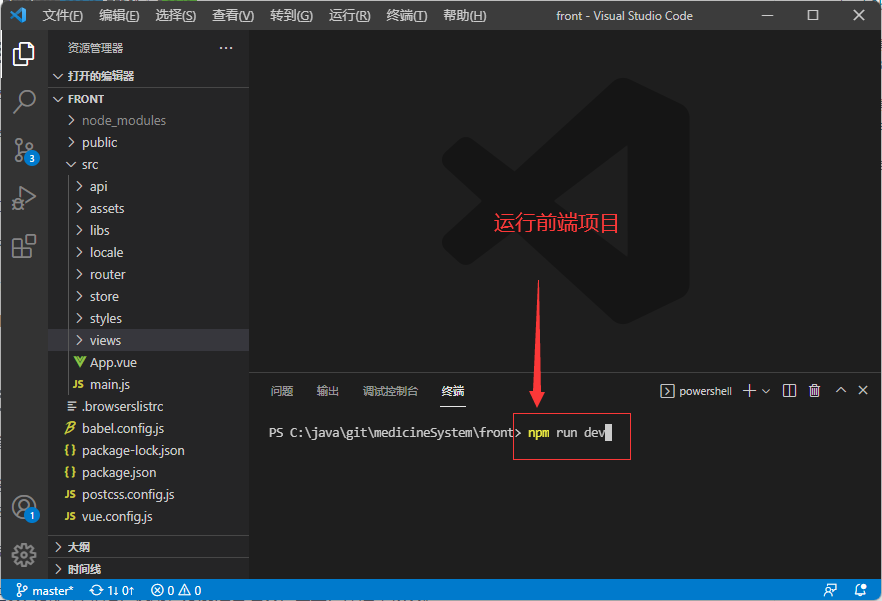 文件(F) 编辑(E) 选择(S) 查看(V) 转到(G) 运行(R) 终端(T) 帮助(H) front - Visual Studio Code
资源管理器 ···
打开的编辑器
FRONT
node_modules
public
src
api
assets
libs
locale
router
store
styles
views
App.vue
JS main.js
.browserslistrc
babel.config.js
{} package-lock.json
{} package.json
JS postcss.config.js
JS vue.config.js
大纲
时间线
3
1
运行前端项目
问题 输出 调试控制台 终端 powershell
PS C:\java\git\medicineSystem\front> npm run dev
master* 1↓ 0↑ 0 0